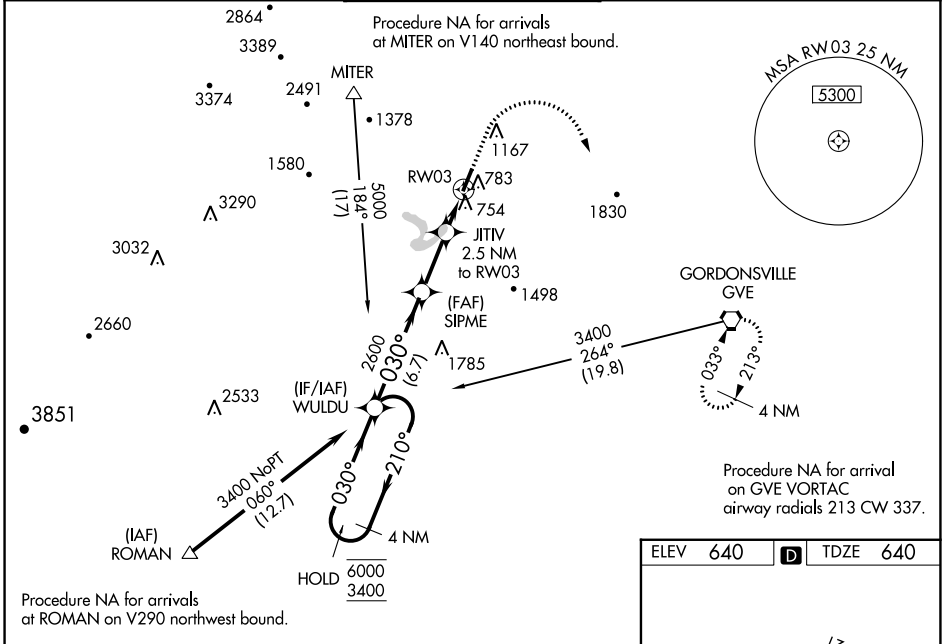 2864
Procedure NA for arrivals
at MITER on V140 northeast bound.
3389
MSA RW03 25 NM
5300
MITER
3374
2491
1378
1167
1580
RW03
783
5000
184°
(17)
754
1830
3290
JITIV
2.5 NM
to RW03
3032
GORDONSVILLE
GVE
(FAF)
SIPME
1498
2660
3400
264°
(19.8)
2600
030°
(6.7)
1785
033°
213°
4 NM
(IF/IAF)
WULDU
2533
3851
030°
210°
3400 NoPT
060°
(12.7)
Procedure NA for arrival
on GVE VORTAC
airway radials 213 CW 337.
(IAF)
ROMAN
4 NM
HOLD
6000
3400
ELEV 640 D TDZE 640
Procedure NA for arrivals
at ROMAN on V290 northwest bound.